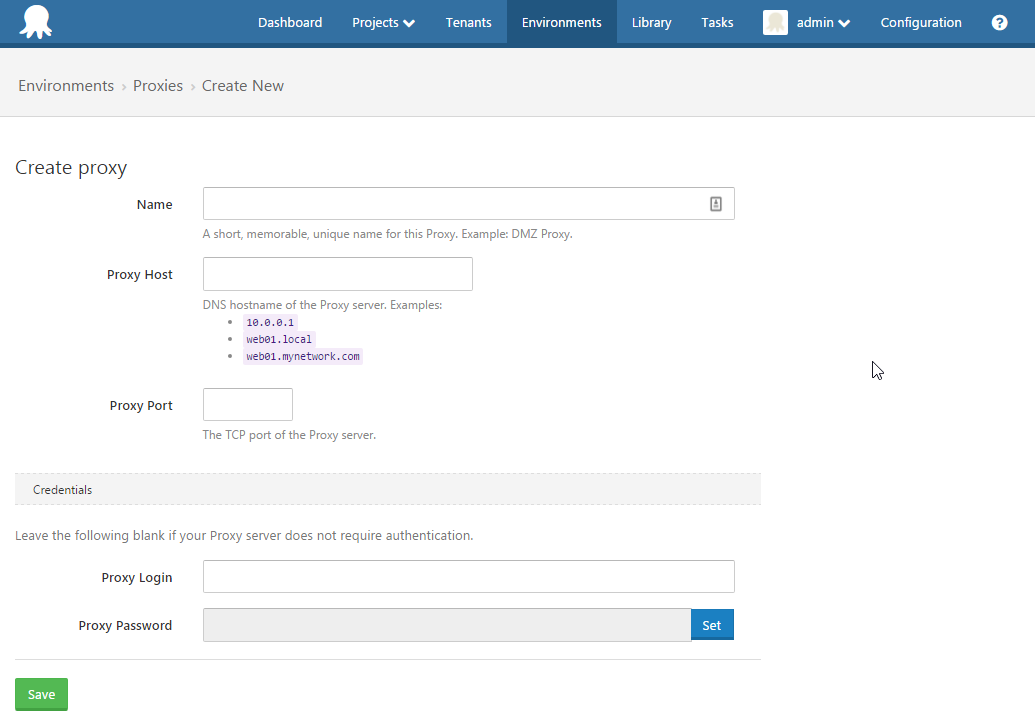 Dashboard Projects Tenants Environments Library Tasks admin Configuration ?
Environments › Proxies › Create New
Create proxy
Name
A short, memorable, unique name for this Proxy. Example: DMZ Proxy.
Proxy Host
DNS hostname of the Proxy server. Examples:
• 10.0.0.1
• web01.local
• web01.mynetwork.com
Proxy Port
The TCP port of the Proxy server.
Credentials
Leave the following blank if your Proxy server does not require authentication.
Proxy Login
Proxy Password Set
Save